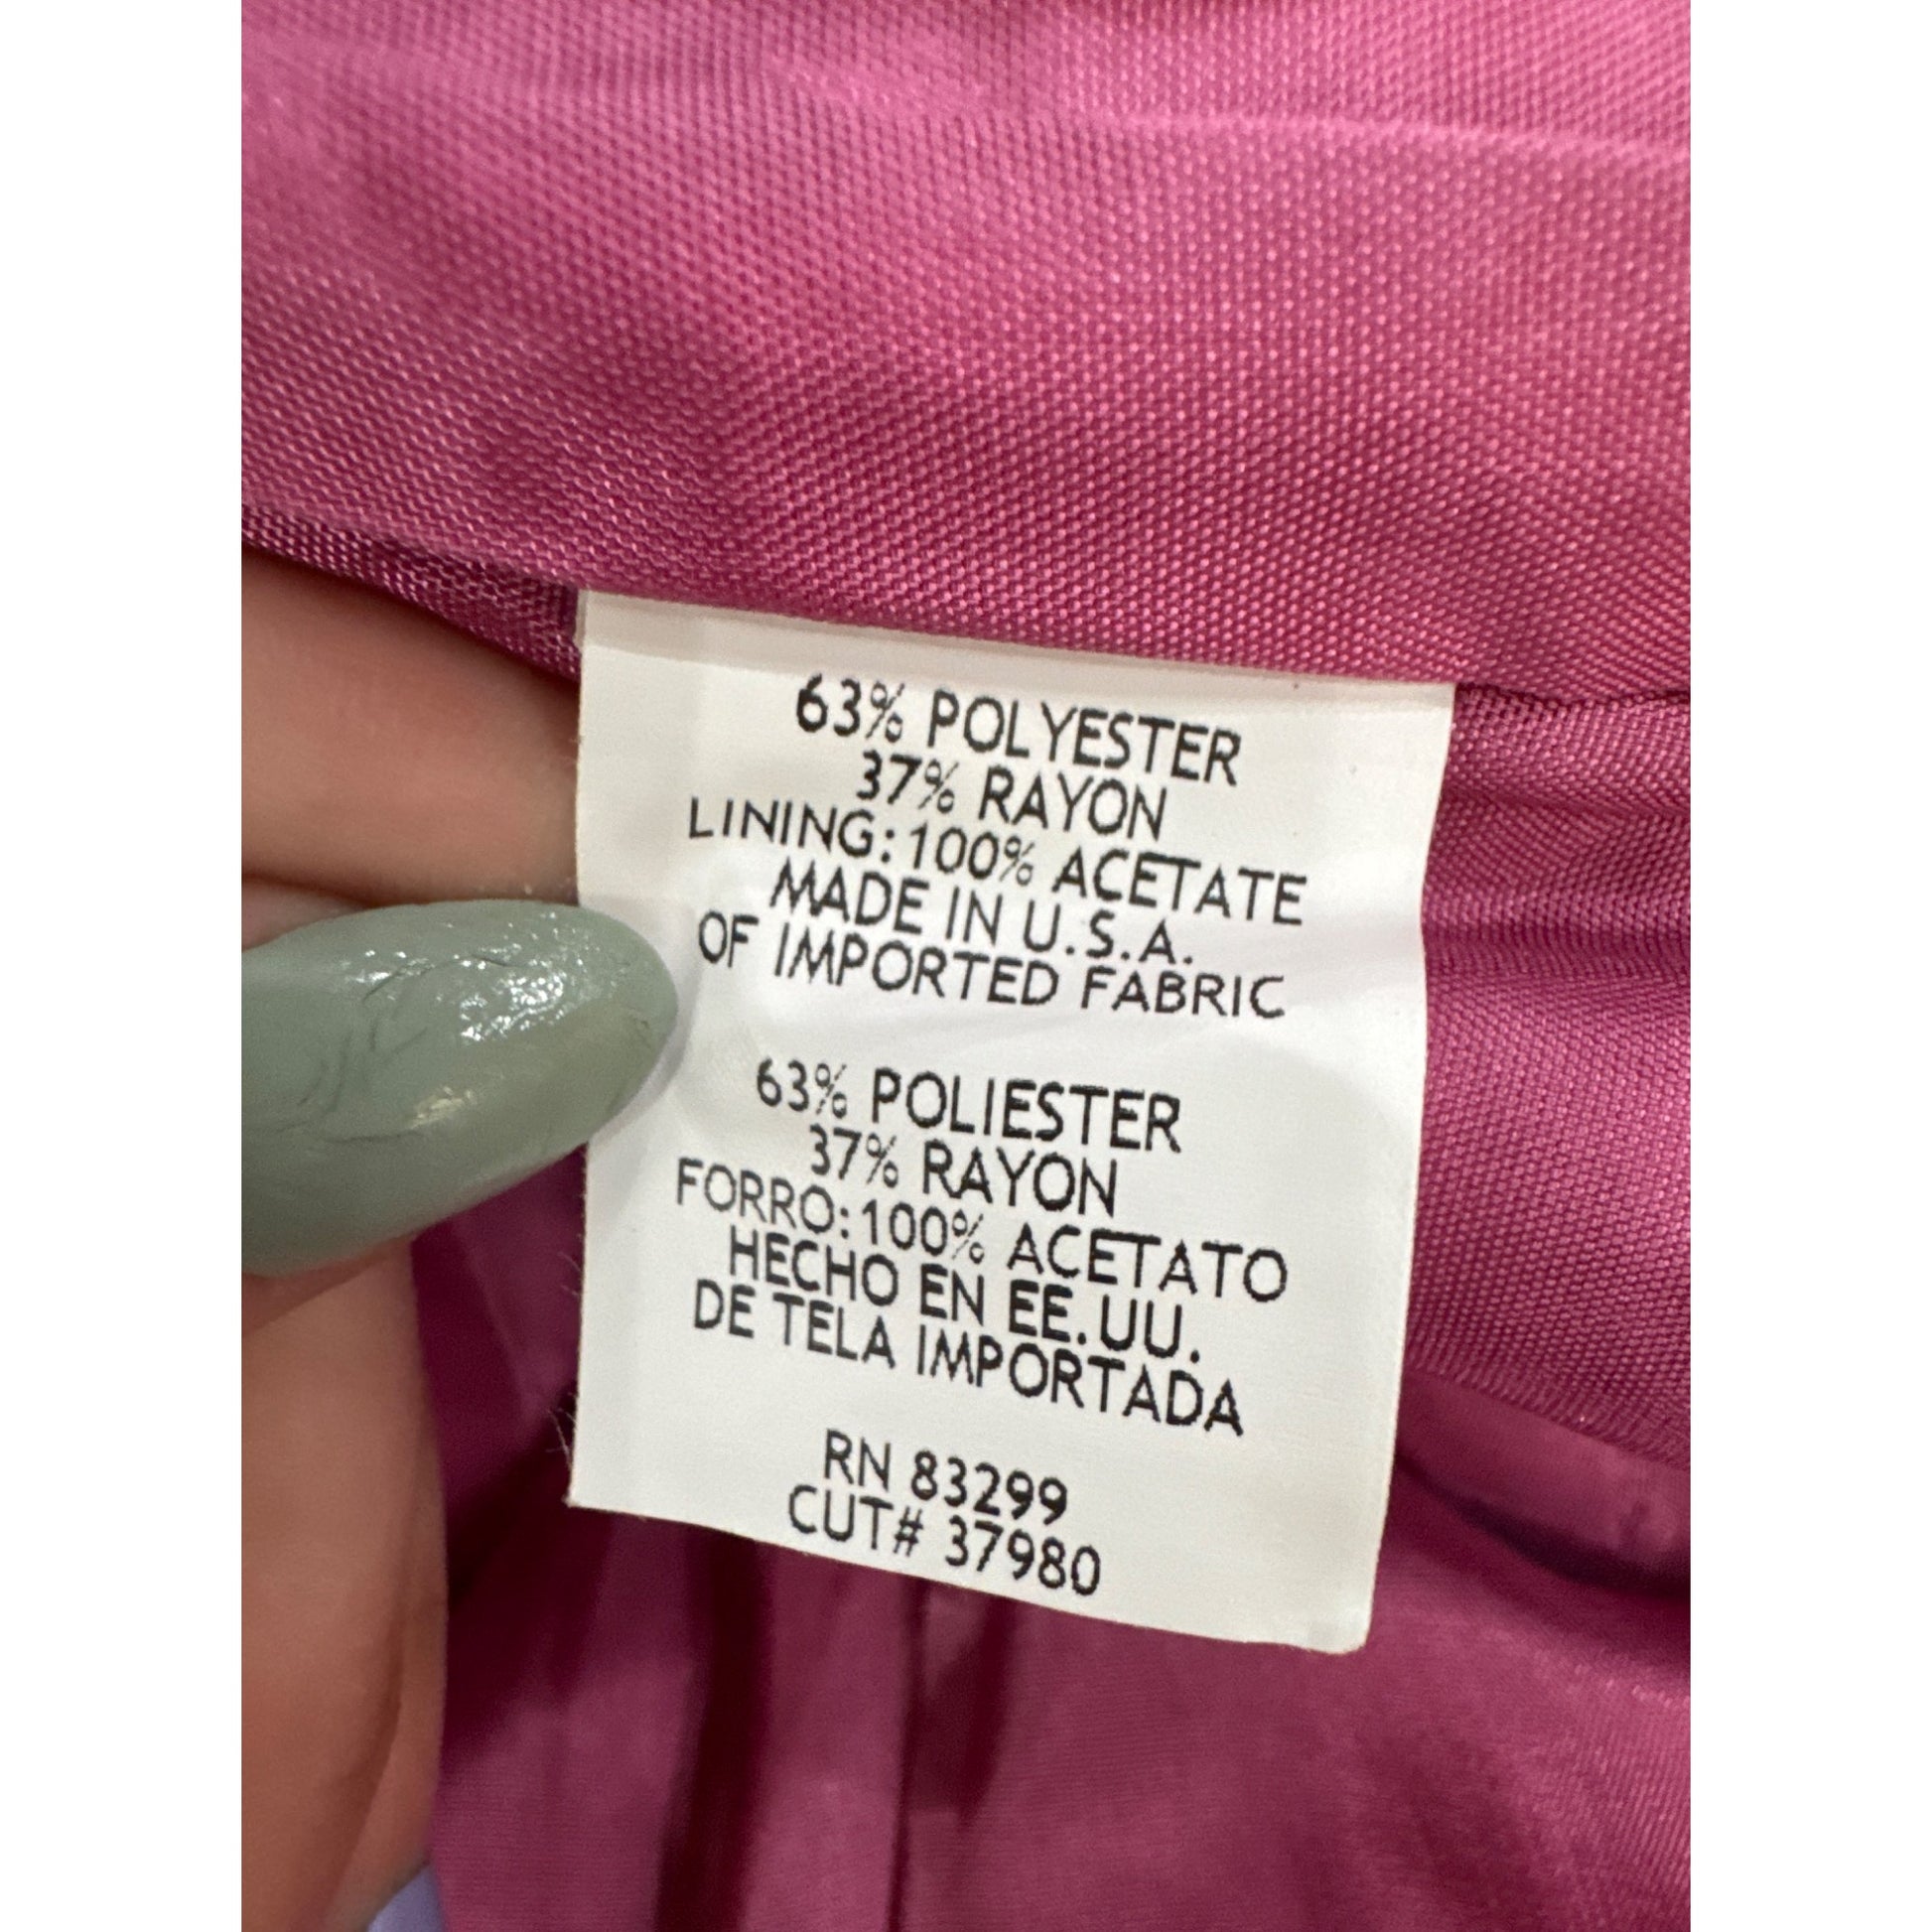 63% POLYESTER
37% RAYON
LINING: 100% ACETATE
MADE IN U.S.A.
OF IMPORTED FABRIC
63% POLIESTER
37% RAYON
FORRO: 100% ACETATO
HECHO EN EE.UU.
DE TELA IMPORTADA
RN 83299
CUT# 37980